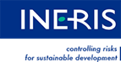 INERIS
controlling risks
for sustainable development